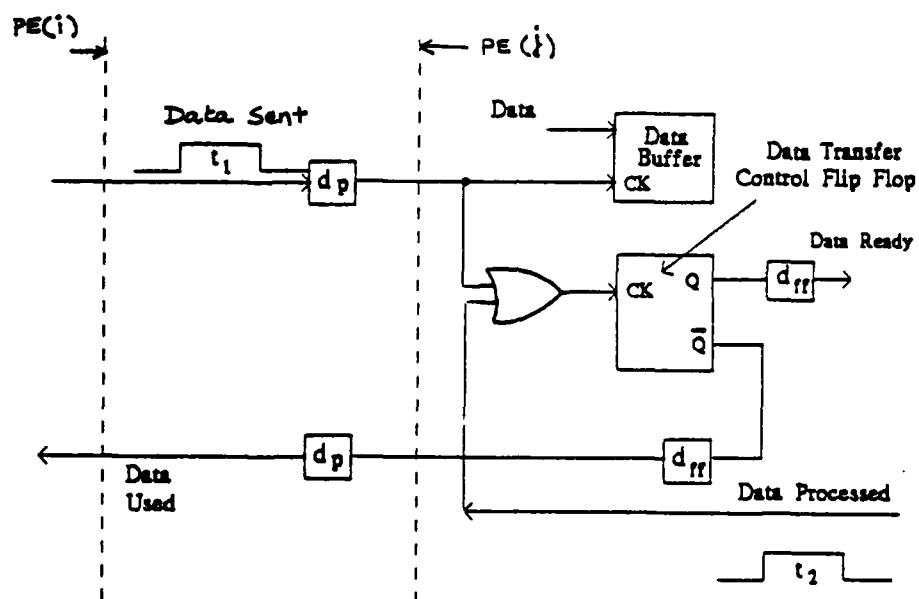 PE(i)
PE (j)
Data Sent
t1
dp
Data
Data
Buffer
CK
Data Transfer
Control Flip Flop
Data Ready
CK
Q
dff
Q̅
dp
dff
Data
Used
Data Processed
t2